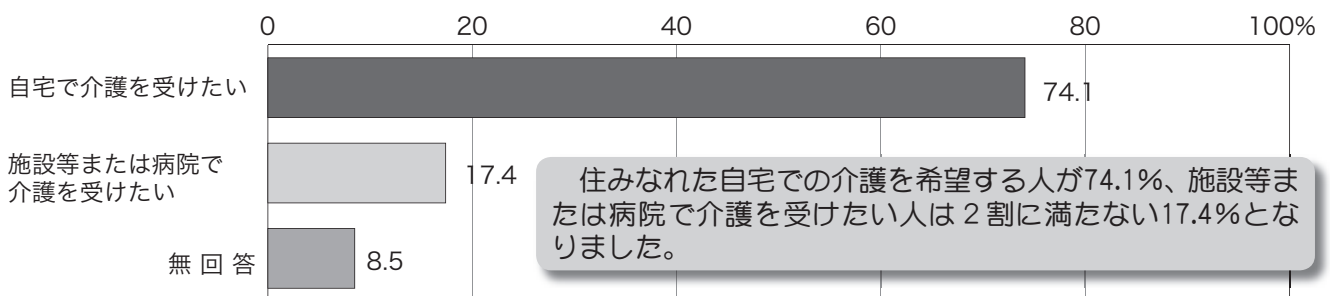 0 20 40 60 80 100%
自宅で介護を受けたい 74.1
施設等または病院で
介護を受けたい 17.4
無回答 8.5
住みなれた自宅での介護を希望する人が74.1%、施設等ま
たは病院で介護を受けたい人は２割に満たない17.4%とな
りました。